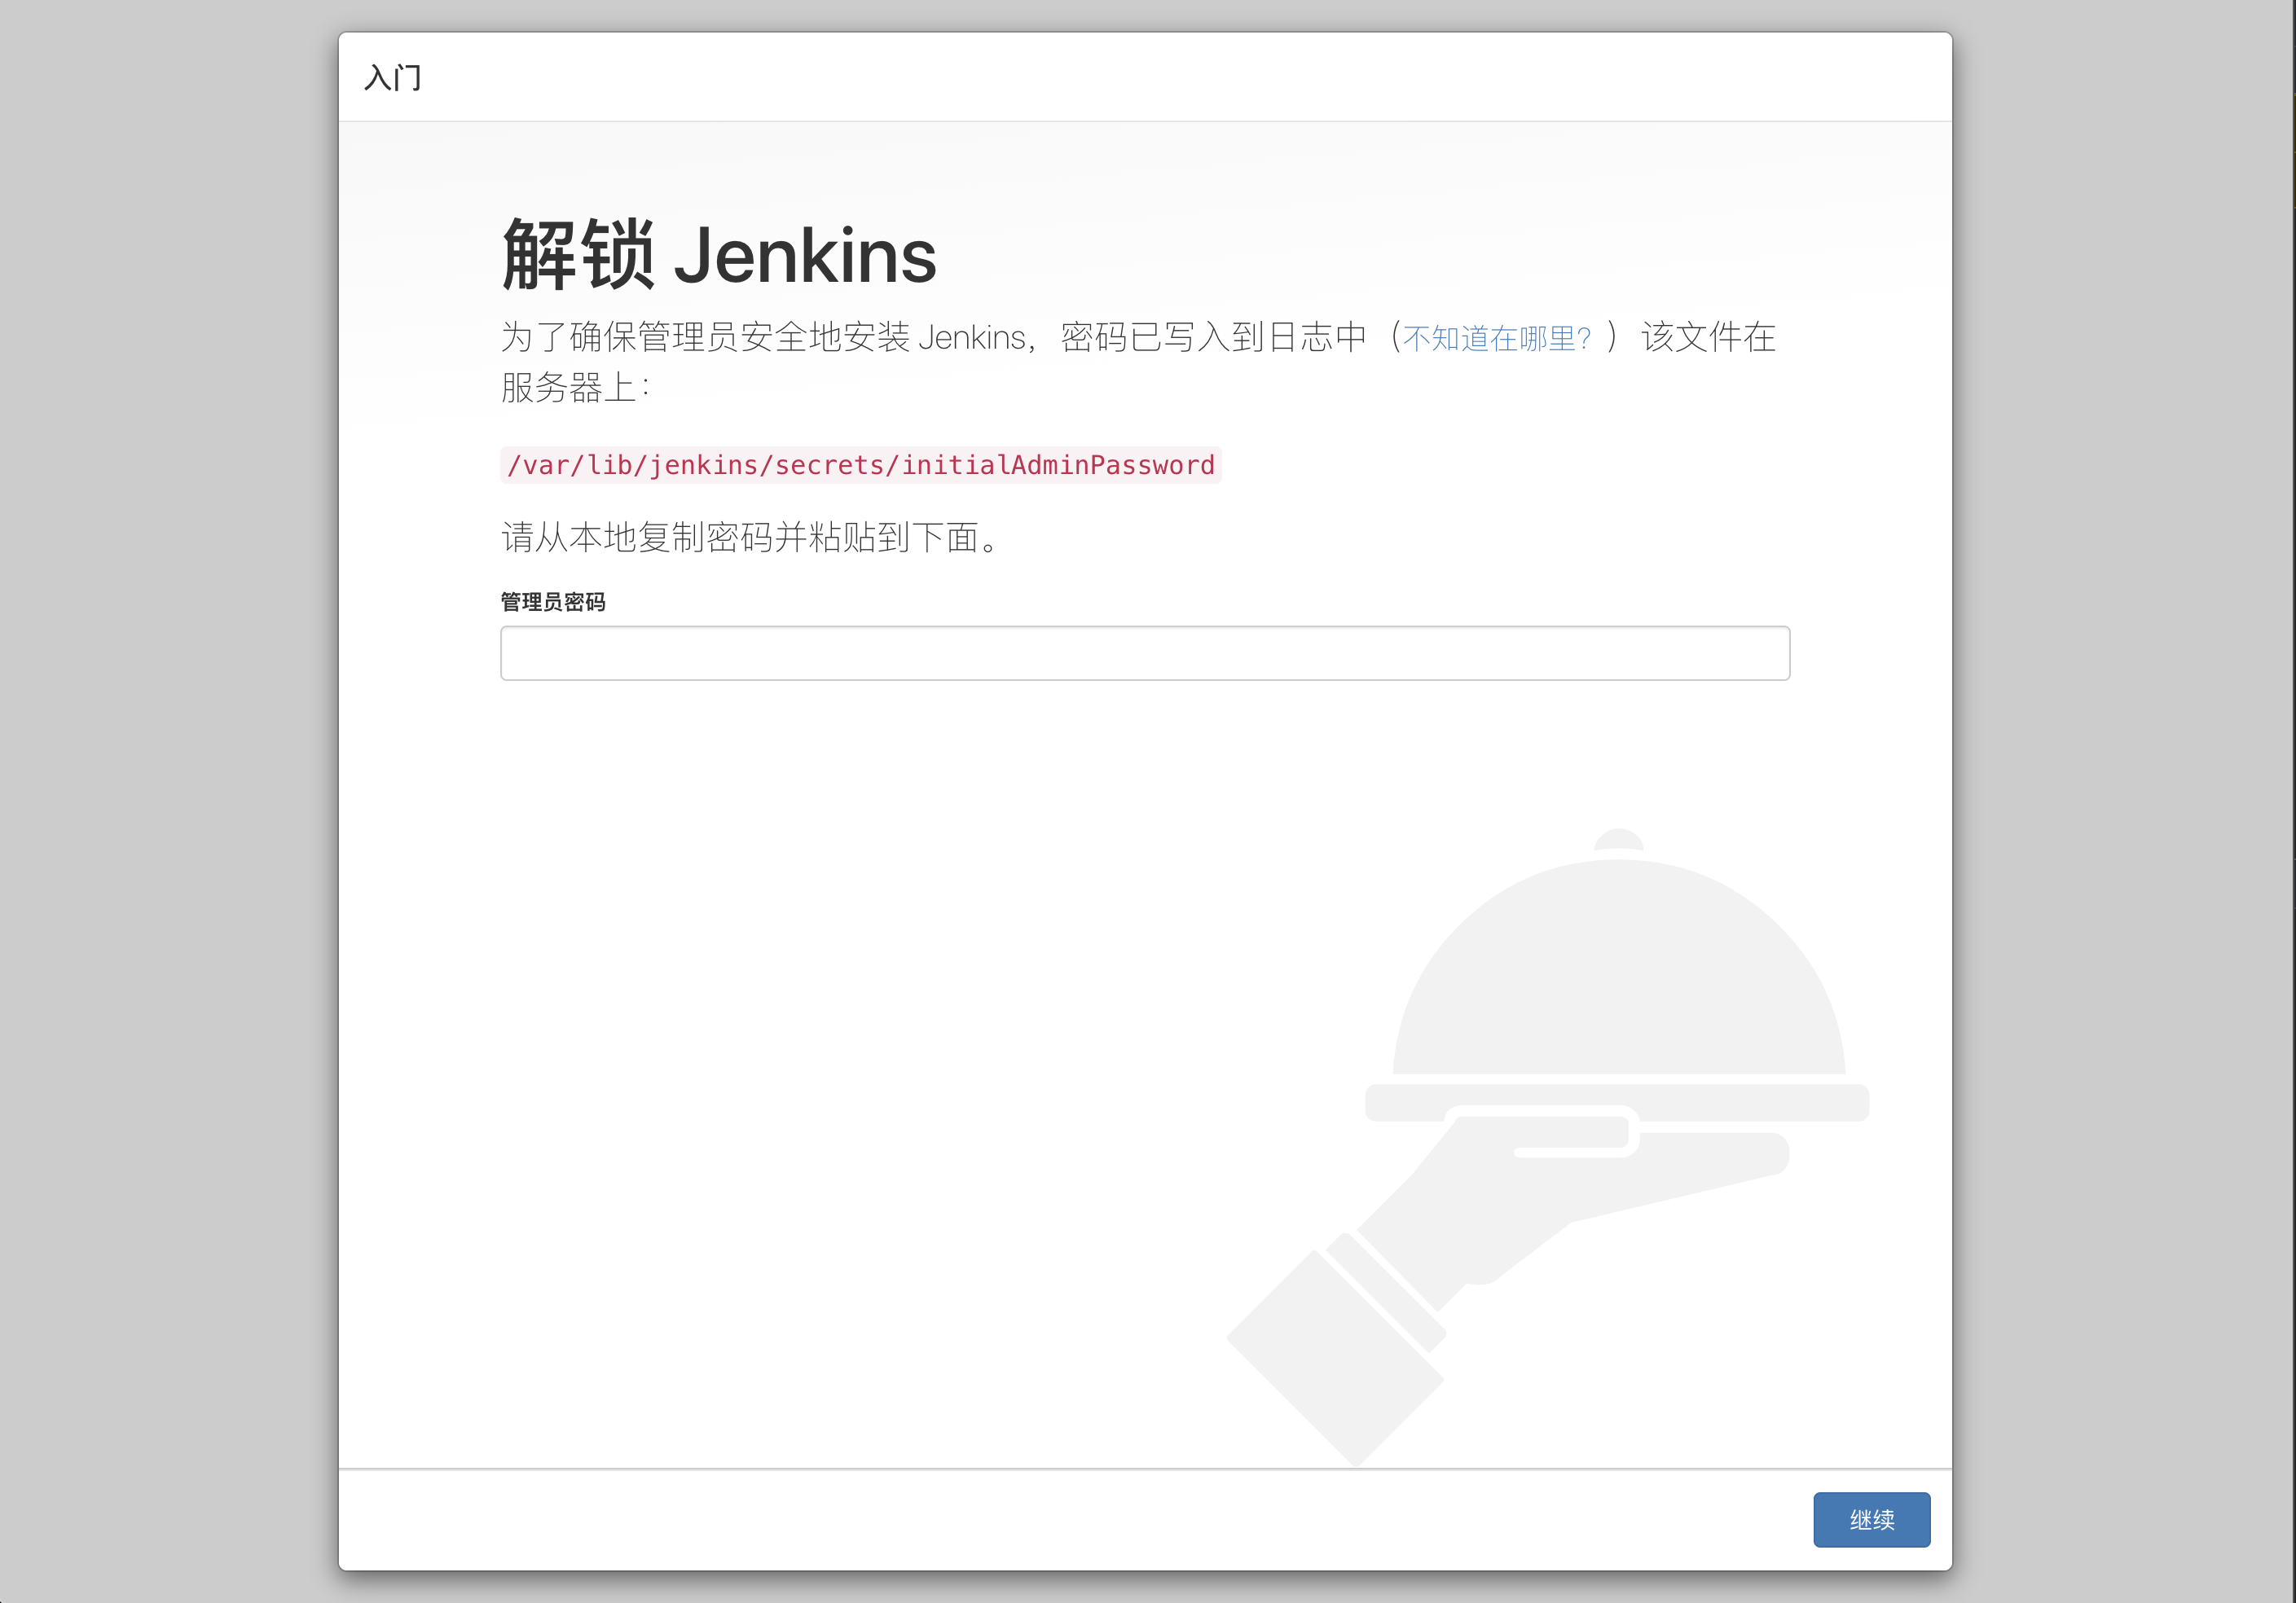 入门
解锁 Jenkins
为了确保管理员安全地安装 Jenkins，密码已写入到日志中（不知道在哪里？）该文件在
服务器上：
/var/lib/jenkins/secrets/initialAdminPassword
请从本地复制密码并粘贴到下面。
管理员密码
继续